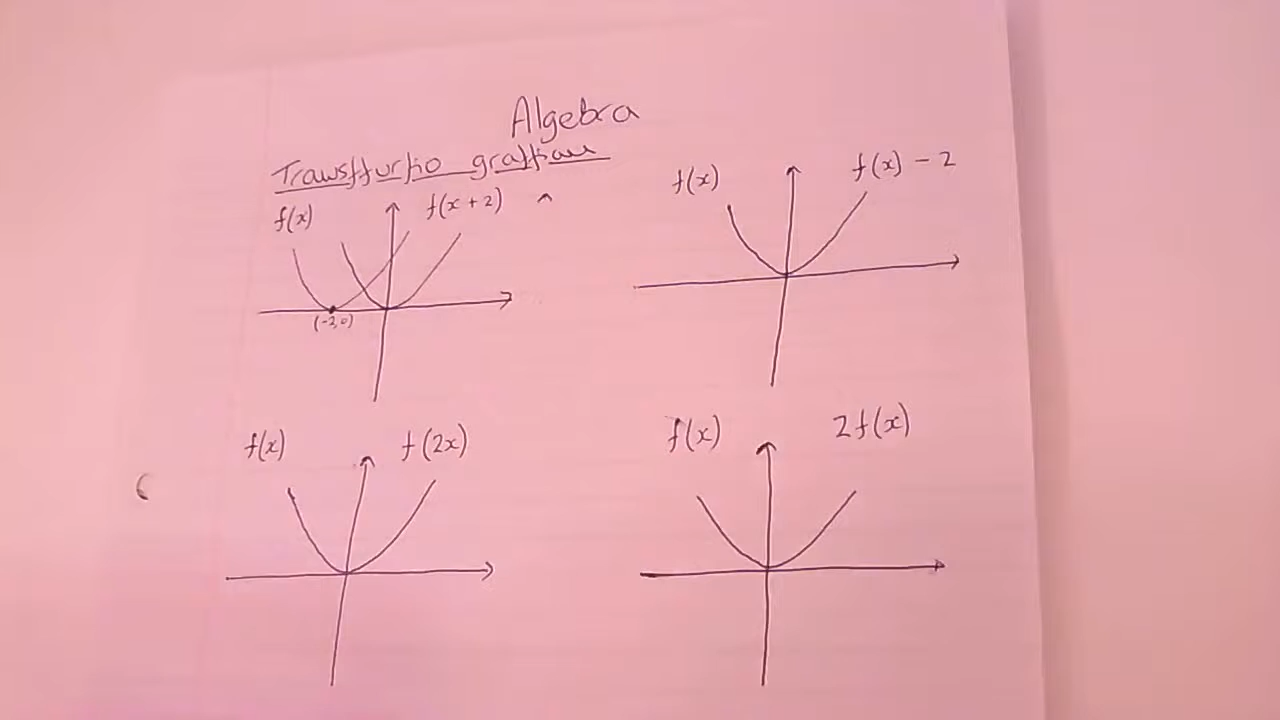 Algebra
f(x) f(x+2)
(-2,0)
f(x) f(x) - 2
f(x) f(2x)
f(x) 2f(x)